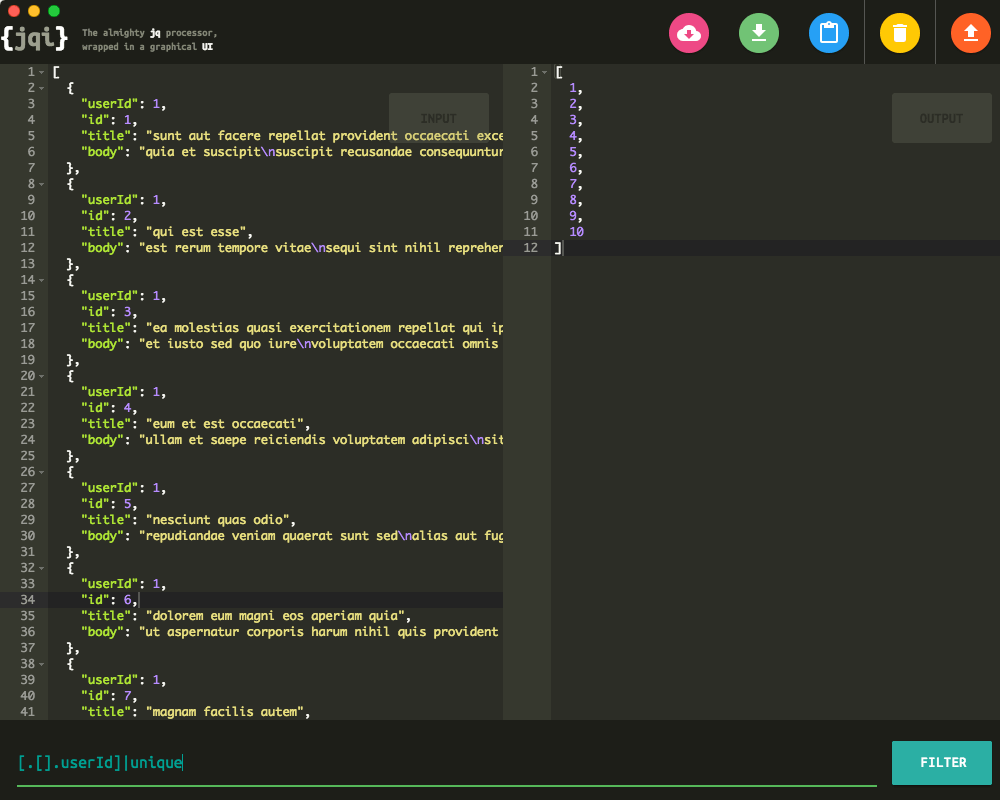 {jqi}
The almighty jq processor,
wrapped in a graphical UI
INPUT
1 [
2 {
3 "userId": 1,
4 "id": 1,
5 "title": "sunt aut facere repellat provident occaecati exce
6 "body": "quia et suscipit\nsuscipit recusandae consequuntur
7 },
8 {
9 "userId": 1,
10 "id": 2,
11 "title": "qui est esse",
12 "body": "est rerum tempore vitae\nsequi sint nihil reprehen
13 },
14 {
15 "userId": 1,
16 "id": 3,
17 "title": "ea molestias quasi exercitationem repellat qui ip
18 "body": "et iusto sed quo iure\nvoluptatem occaecati omnis
19 },
20 {
21 "userId": 1,
22 "id": 4,
23 "title": "eum et est occaecati",
24 "body": "ullam et saepe reiciendis voluptatem adipisci\nsit
25 },
26 {
27 "userId": 1,
28 "id": 5,
29 "title": "nesciunt quas odio",
30 "body": "repudiandae veniam quaerat sunt sed\nalias aut fug
31 },
32 {
33 "userId": 1,
34 "id": 6,
35 "title": "dolorem eum magni eos aperiam quia",
36 "body": "ut aspernatur corporis harum nihil quis provident
37 },
38 {
39 "userId": 1,
40 "id": 7,
41 "title": "magnam facilis autem",
OUTPUT
1 [
2 1,
3 2,
4 3,
5 4,
6 5,
7 6,
8 7,
9 8,
10 9,
11 10
12 ]
[.[].userId]|unique
FILTER